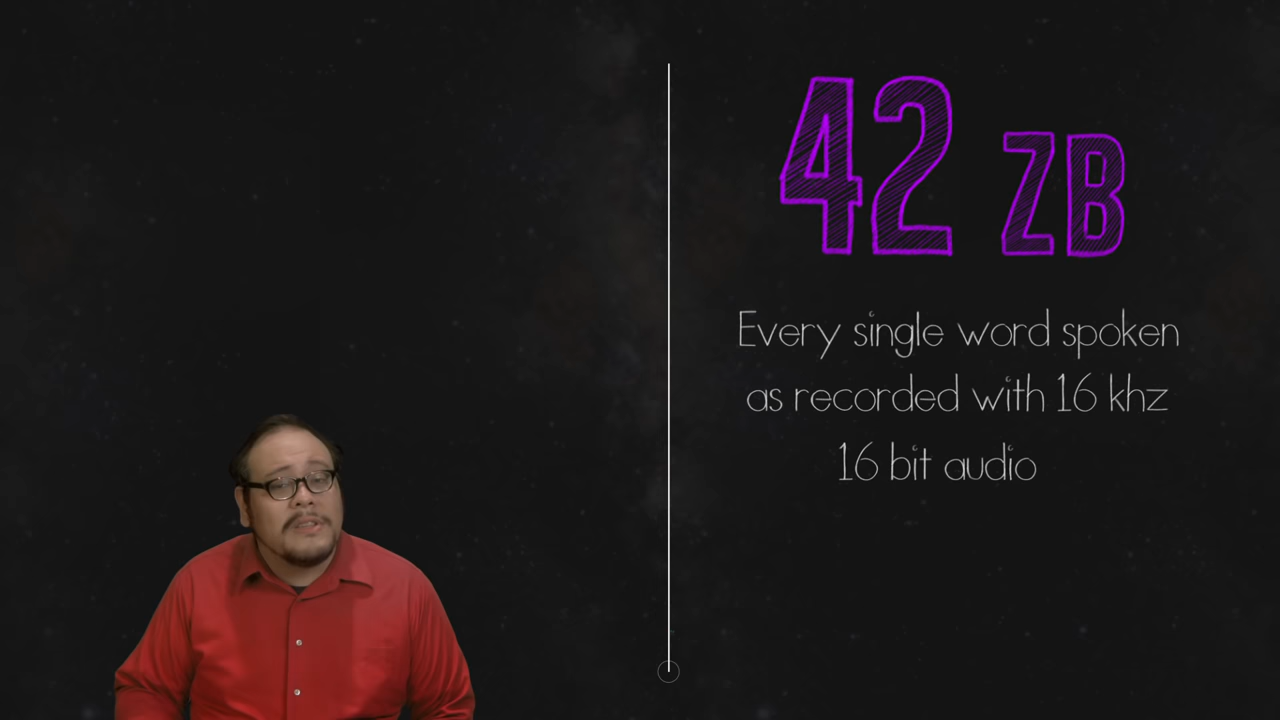 42 ZB
Every single word spoken
as recorded with 16 khz
16 bit audio